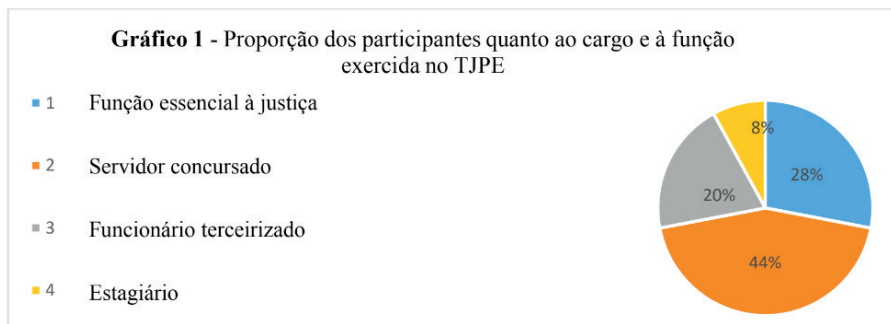 Gráfico 1 - Proporção dos participantes quanto ao cargo e à função
exercida no TJPE
1 Função essencial à justiça
2 Servidor concursado
3 Funcionário terceirizado
4 Estagiário
8%
28%
20%
44%